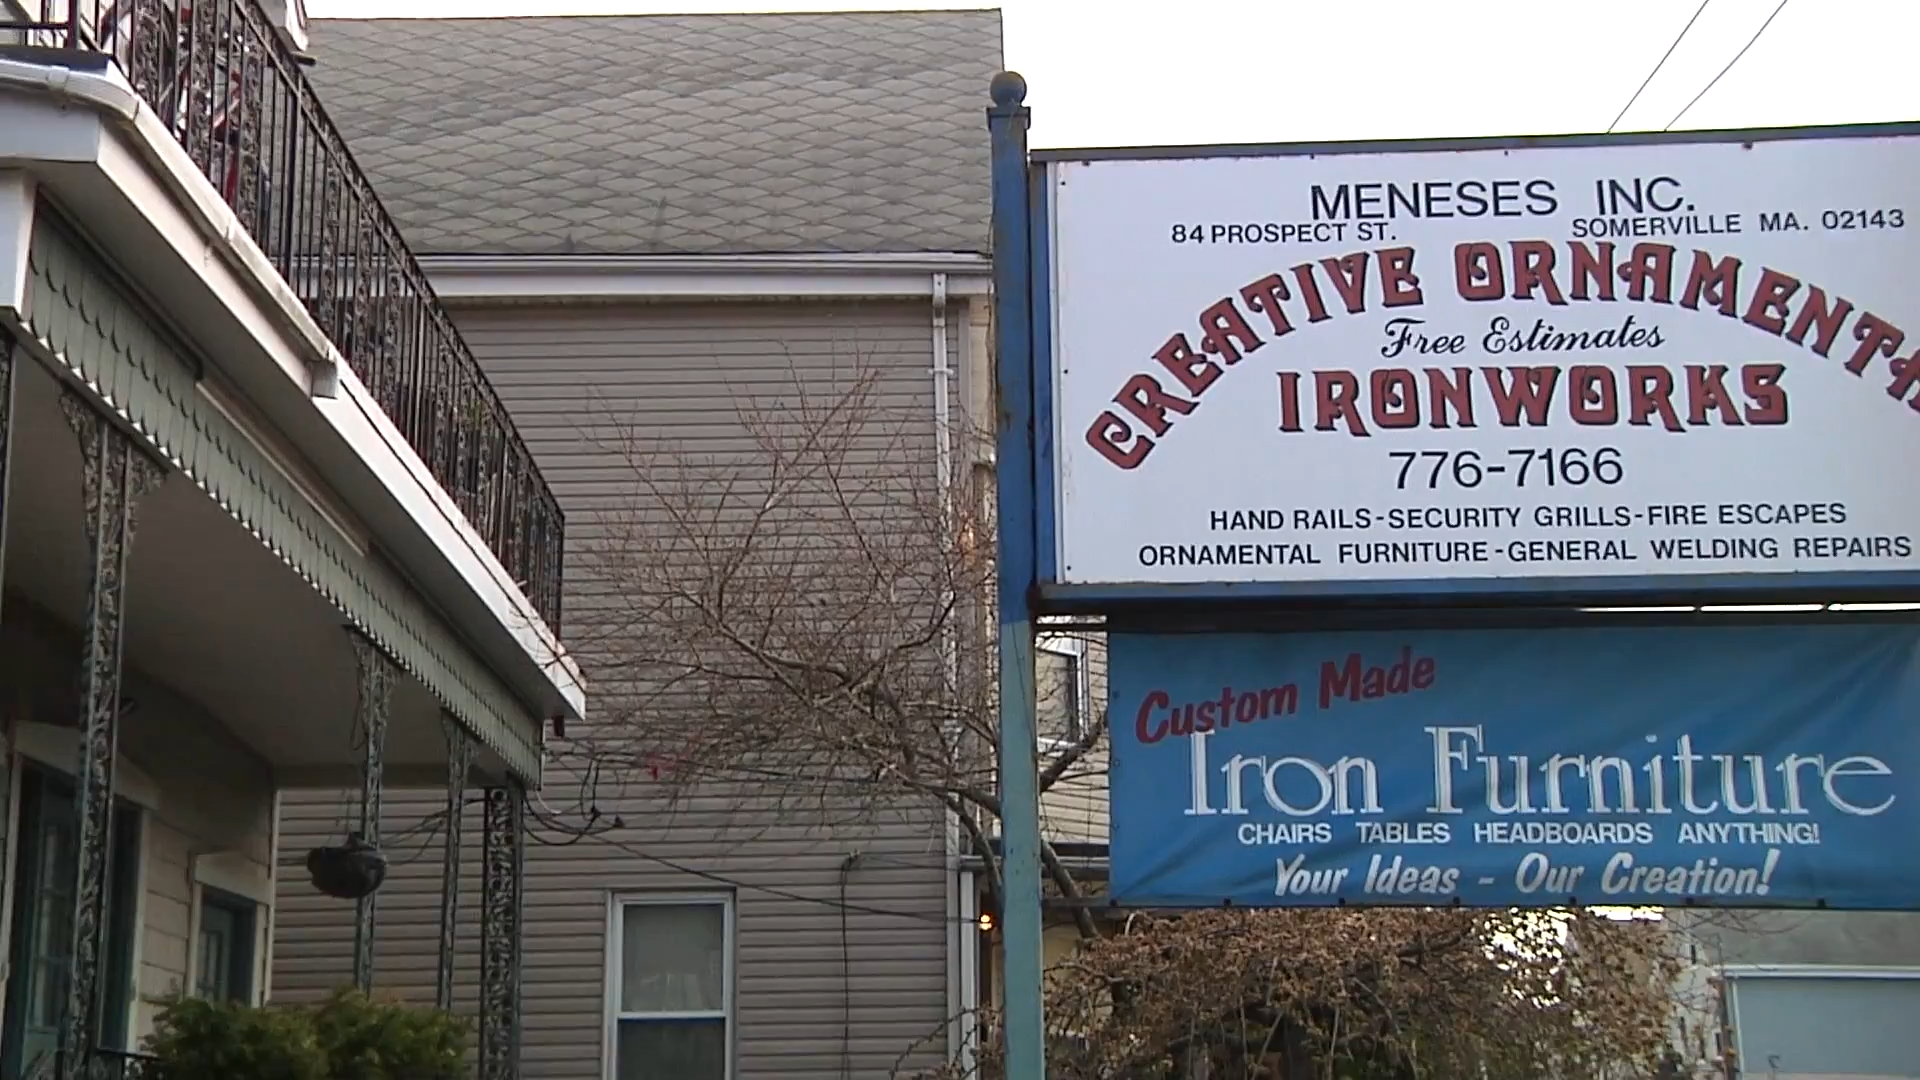 MENESES INC.
84 PROSPECT ST. SOMERVILLE MA. 02143
CREATIVE ORNAMENTA
Free Estimates
IRONWORKS
776-7166
HAND RAILS-SECURITY GRILLS-FIRE ESCAPES
ORNAMENTAL FURNITURE-GENERAL WELDING REPAIRS
Custom Made
Iron Furniture
CHAIRS TABLES HEADBOARDS ANYTHING!
Your Ideas - Our Creation!